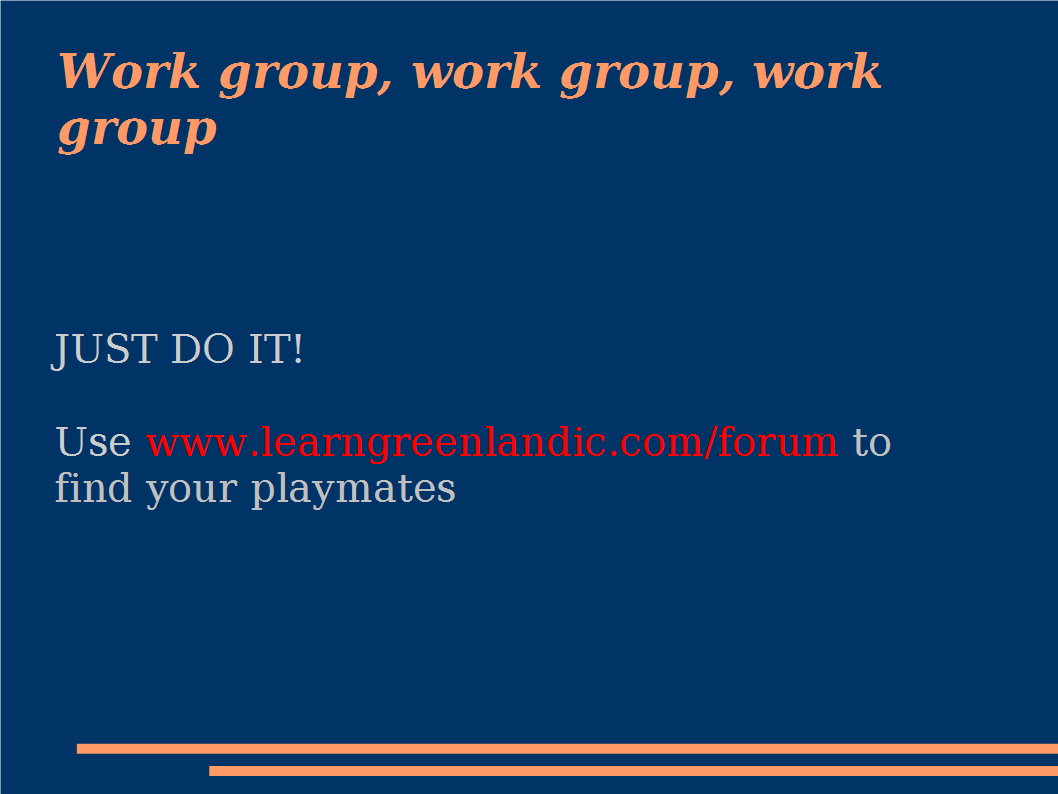 Work group, work group, work
group
JUST DO IT!
Use www.learngreenlandic.com/forum to
find your playmates